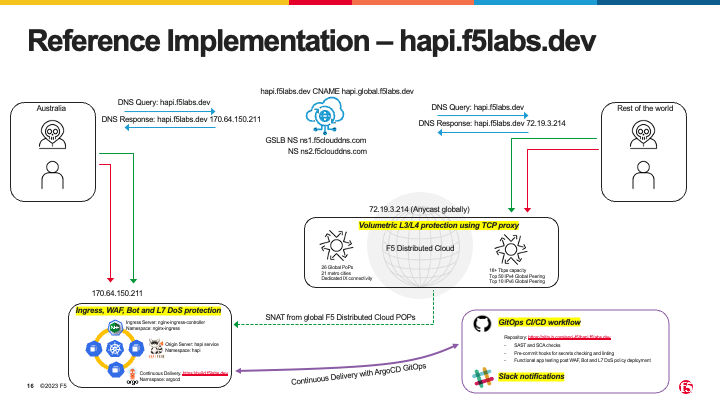 Reference Implementation – hapi.f5labs.dev
hapi.f5labs.dev CNAME hapi.global.f5labs.dev
Australia
DNS Query: hapi.f5labs.dev
DNS Response: hapi.f5labs.dev 170.64.150.211
GSLB NS ns1.f5clouddns.com
NS ns2.f5clouddns.com
DNS Query: hapi.f5labs.dev
DNS Response: hapi.f5labs.dev 72.19.3.214
Rest of the world
72.19.3.214 (Anycast globally)
Volumetric L3/L4 protection using TCP proxy
F5 Distributed Cloud
26 Global PoPs
21 metro cities
Dedicated IX connectivity
Top 50 IPv4 Global Peering
Top 10 IPv6 Global Peering
170.64.150.211
Ingress, WAF, Bot and L7 DoS protection
Ingress Server: nginx-ingress-controller
Namespace: nginx-ingress
Origin Server: hapi service
Namespace: hapi
Continuous Delivery:
Namespace: argocd
argo
SNAT from global F5 Distributed Cloud POPs
Continuous Delivery with ArgoCD GitOps
GitOps CI/CD workflow
Repository:
- SAST and SCA checks
- Pre-commit hooks for secrets checking and linting
- Functional app testing post WAF, Bot and L7 DoS policy deployment
Slack notifications
16 ©2023 F5